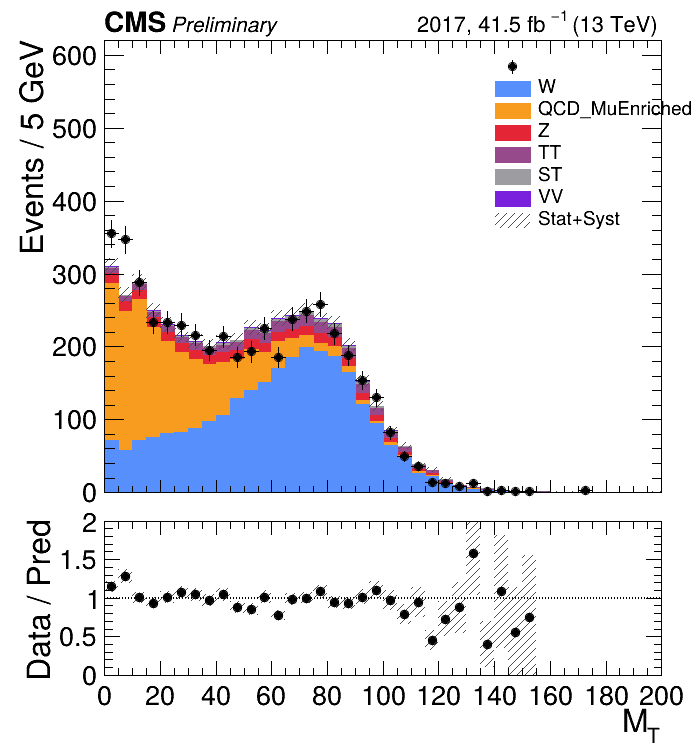 CMS Preliminary 2017, 41.5 fb⁻¹ (13 TeV)
Events / 5 GeV
600
500
400
300
200
100
0
W
QCD_MuEnriched
Z
TT
ST
VV
Stat+Syst
Data / Pred
2
1.5
1
0.5
0
0 20 40 60 80 100 120 140 160 180 200
M_T